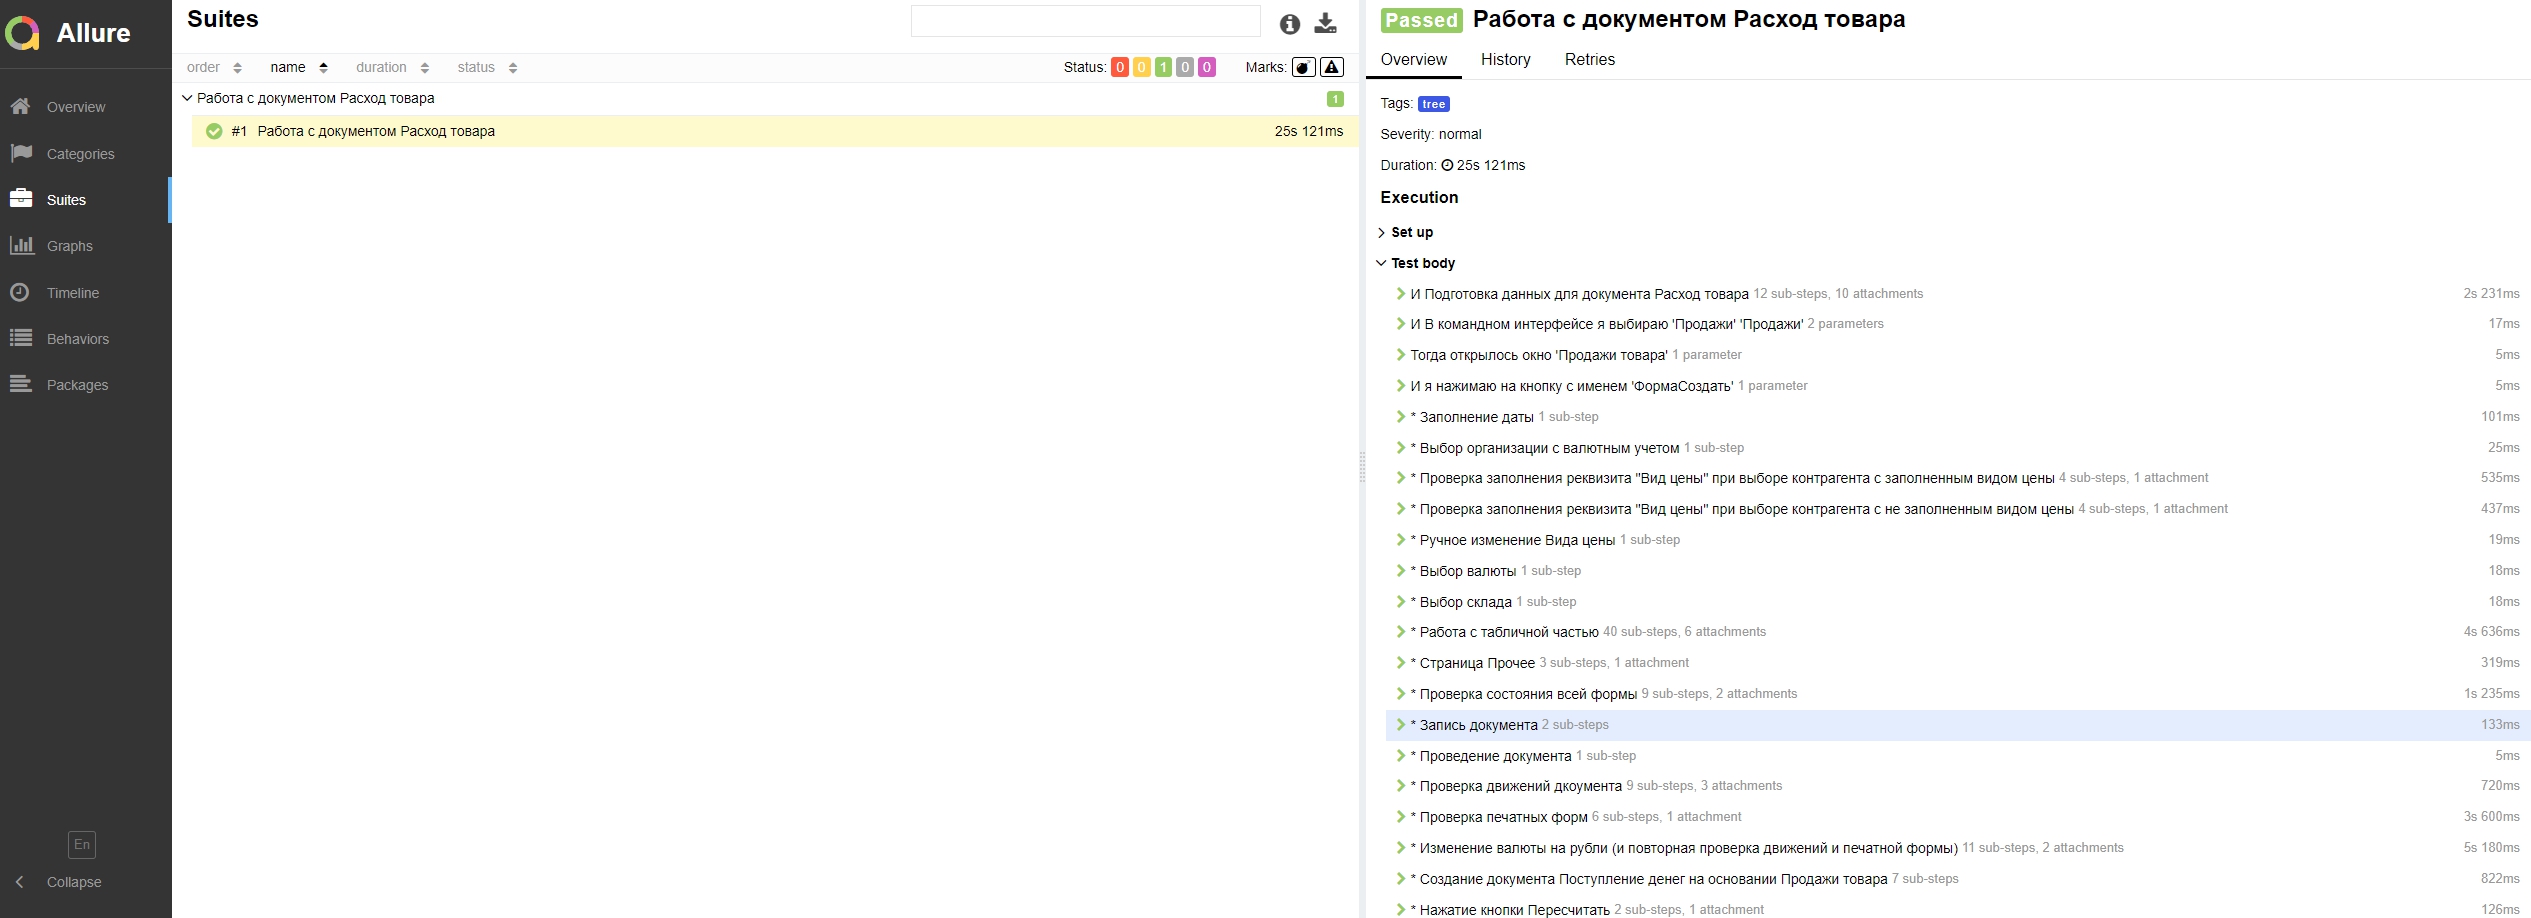 Allure
Overview
Categories
Suites
Graphs
Timeline
Behaviors
Packages
En
Collapse
Suites
order name duration status Status: 0 0 1 0 0 Marks:
Работа с документом Расход товара 1
#1 Работа с документом Расход товара 25s 121ms
Passed Работа с документом Расход товара
Overview History Retries
Tags: tree
Severity: normal
Duration: 25s 121ms
Execution
Set up
Test body
И Подготовка данных для документа Расход товара 12 sub-steps, 10 attachments 2s 231ms
И В командном интерфейсе я выбираю 'Продажи' 'Продажи' 2 parameters 17ms
Тогда открылось окно 'Продажи товара' 1 parameter 5ms
И я нажимаю на кнопку с именем 'ФормаСоздать' 1 parameter 5ms
* Заполнение даты 1 sub-step 101ms
* Выбор организации с валютным учетом 1 sub-step 25ms
* Проверка заполнения реквизита "Вид цены" при выборе контрагента с заполненным видом цены 4 sub-steps, 1 attachment 535ms
* Проверка заполнения реквизита "Вид цены" при выборе контрагента с не заполненным видом цены 4 sub-steps, 1 attachment 437ms
* Ручное изменение Вида цены 1 sub-step 19ms
* Выбор валюты 1 sub-step 18ms
* Выбор склада 1 sub-step 18ms
* Работа с табличной частью 40 sub-steps, 6 attachments 4s 636ms
* Страница Прочее 3 sub-steps, 1 attachment 319ms
* Проверка состояния всей формы 9 sub-steps, 2 attachments 1s 235ms
* Запись документа 2 sub-steps 133ms
* Проведение документа 1 sub-step 5ms
* Проверка движений дкоумента 9 sub-steps, 3 attachments 720ms
* Проверка печатных форм 6 sub-steps, 1 attachment 3s 600ms
* Изменение валюты на рубли (и повторная проверка движений и печатной формы) 11 sub-steps, 2 attachments 5s 180ms
* Создание документа Поступление денег на основании Продажи товара 7 sub-steps 822ms
* Нажатие кнопки Пересчитать 2 sub-steps, 1 attachment 126ms